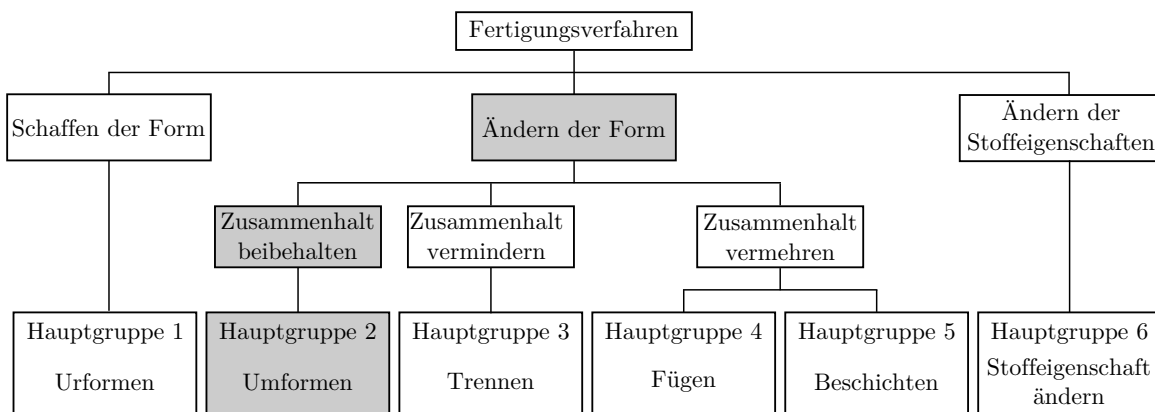 Fertigungsverfahren
Schaffen der Form
Ändern der Form
Ändern der
Stoffeigenschaften
Zusammenhalt
beibehalten
Zusammenhalt
vermindern
Zusammenhalt
vermehren
Hauptgruppe 1
Urformen
Hauptgruppe 2
Umformen
Hauptgruppe 3
Trennen
Hauptgruppe 4
Fügen
Hauptgruppe 5
Beschichten
Hauptgruppe 6
Stoffeigenschaft
ändern